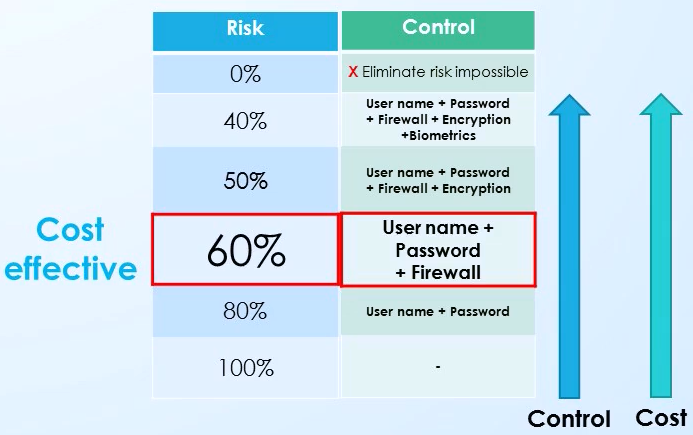 Risk
Control
0%
X Eliminate risk impossible
40%
User name + Password
+ Firewall + Encryption
+Biometrics
50%
User name + Password
+ Firewall + Encryption
Cost
effective
60%
User name +
Password
+ Firewall
80%
User name + Password
100%
-
Control
Cost